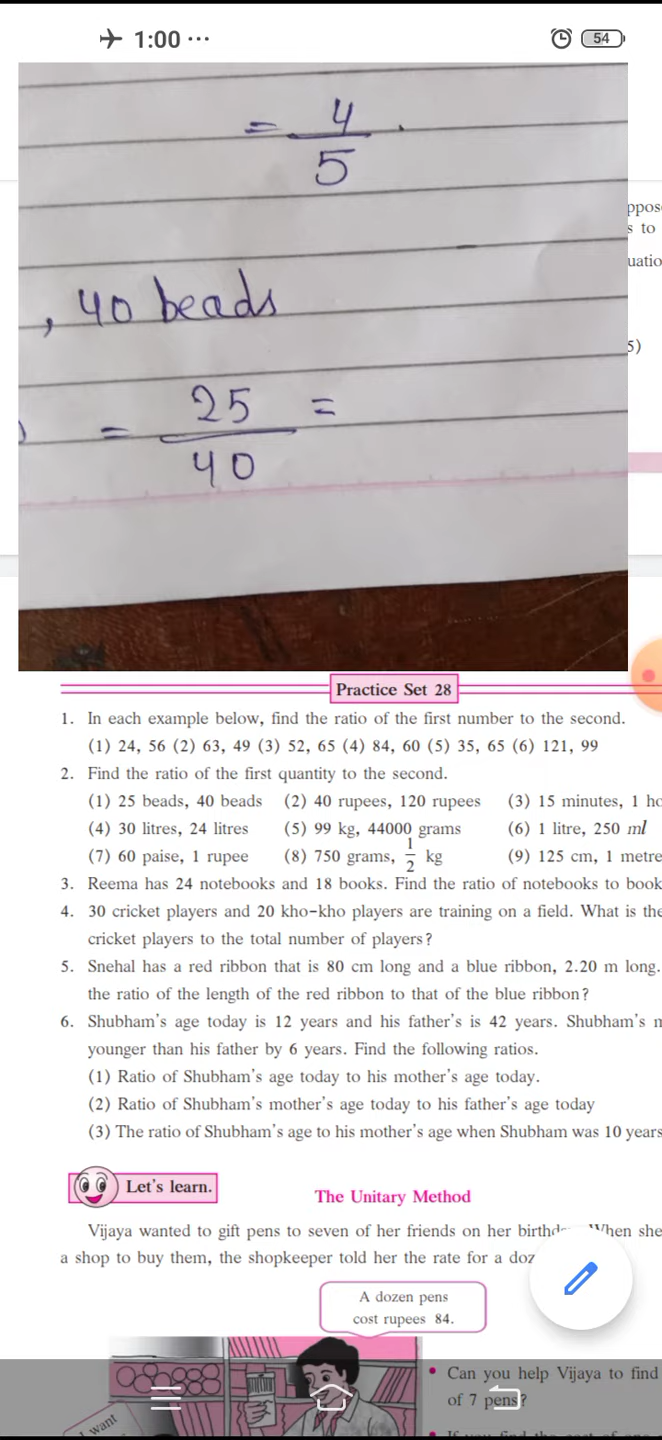 1:00 ...
54
= 4
5
, 40 beads
= 25 =
40
s to
5)
Practice Set 28
1. In each example below, find the ratio of the first number to the second.
(1) 24, 56 (2) 63, 49 (3) 52, 65 (4) 84, 60 (5) 35, 65 (6) 121, 99
2. Find the ratio of the first quantity to the second.
(1) 25 beads, 40 beads (2) 40 rupees, 120 rupees (3) 15 minutes, 1 ho
(4) 30 litres, 24 litres (5) 99 kg, 44000 grams (6) 1 litre, 250 ml
(7) 60 paise, 1 rupee (8) 750 grams, 1/2 kg (9) 125 cm, 1 metre
3. Reema has 24 notebooks and 18 books. Find the ratio of notebooks to book
4. 30 cricket players and 20 kho-kho players are training on a field. What is the
cricket players to the total number of players?
5. Snehal has a red ribbon that is 80 cm long and a blue ribbon, 2.20 m long.
the ratio of the length of the red ribbon to that of the blue ribbon?
6. Shubham's age today is 12 years and his father's is 42 years. Shubham's
younger than his father by 6 years. Find the following ratios.
(1) Ratio of Shubham's age today to his mother's age today.
(2) Ratio of Shubham's mother's age today to his father's age today
(3) The ratio of Shubham's age to his mother's age when Shubham was 10 years
Let's learn.
The Unitary Method
Vijaya wanted to gift pens to seven of her friends on her When she
a shop to buy them, the shopkeeper told her the rate for a doz
A dozen pens
cost rupees 84.
• Can you help Vijaya to find
of 7 pens?
want